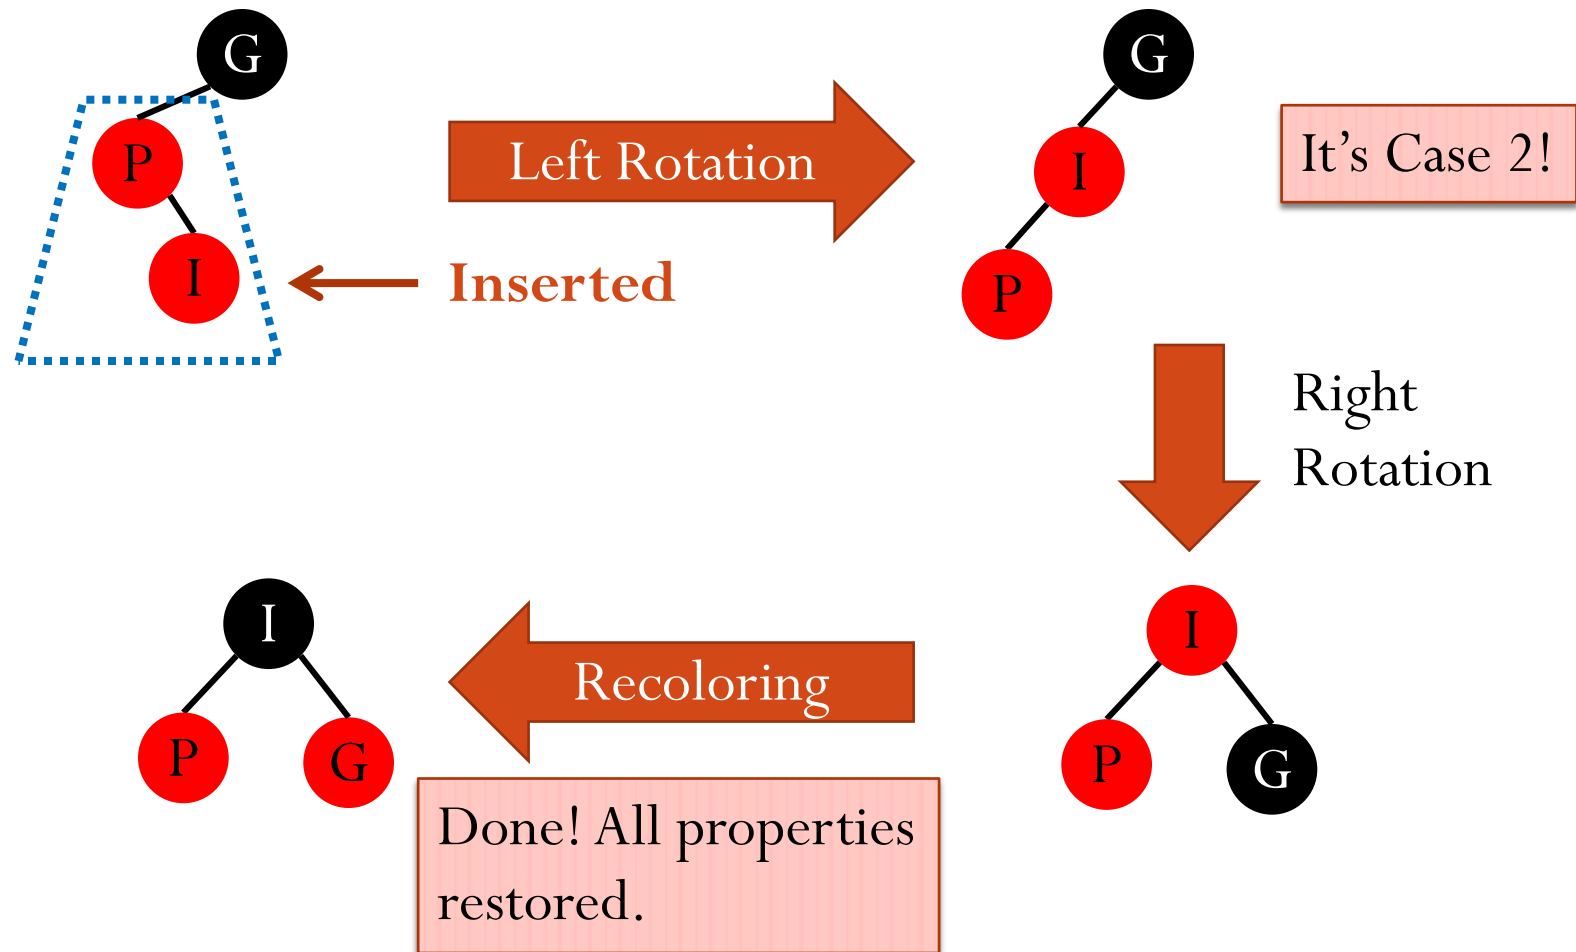 G
P
I
Left Rotation
Inserted
G
I
P
It's Case 2!
Right
Rotation
I
P
G
Recoloring
I
P
G
Done! All properties
restored.